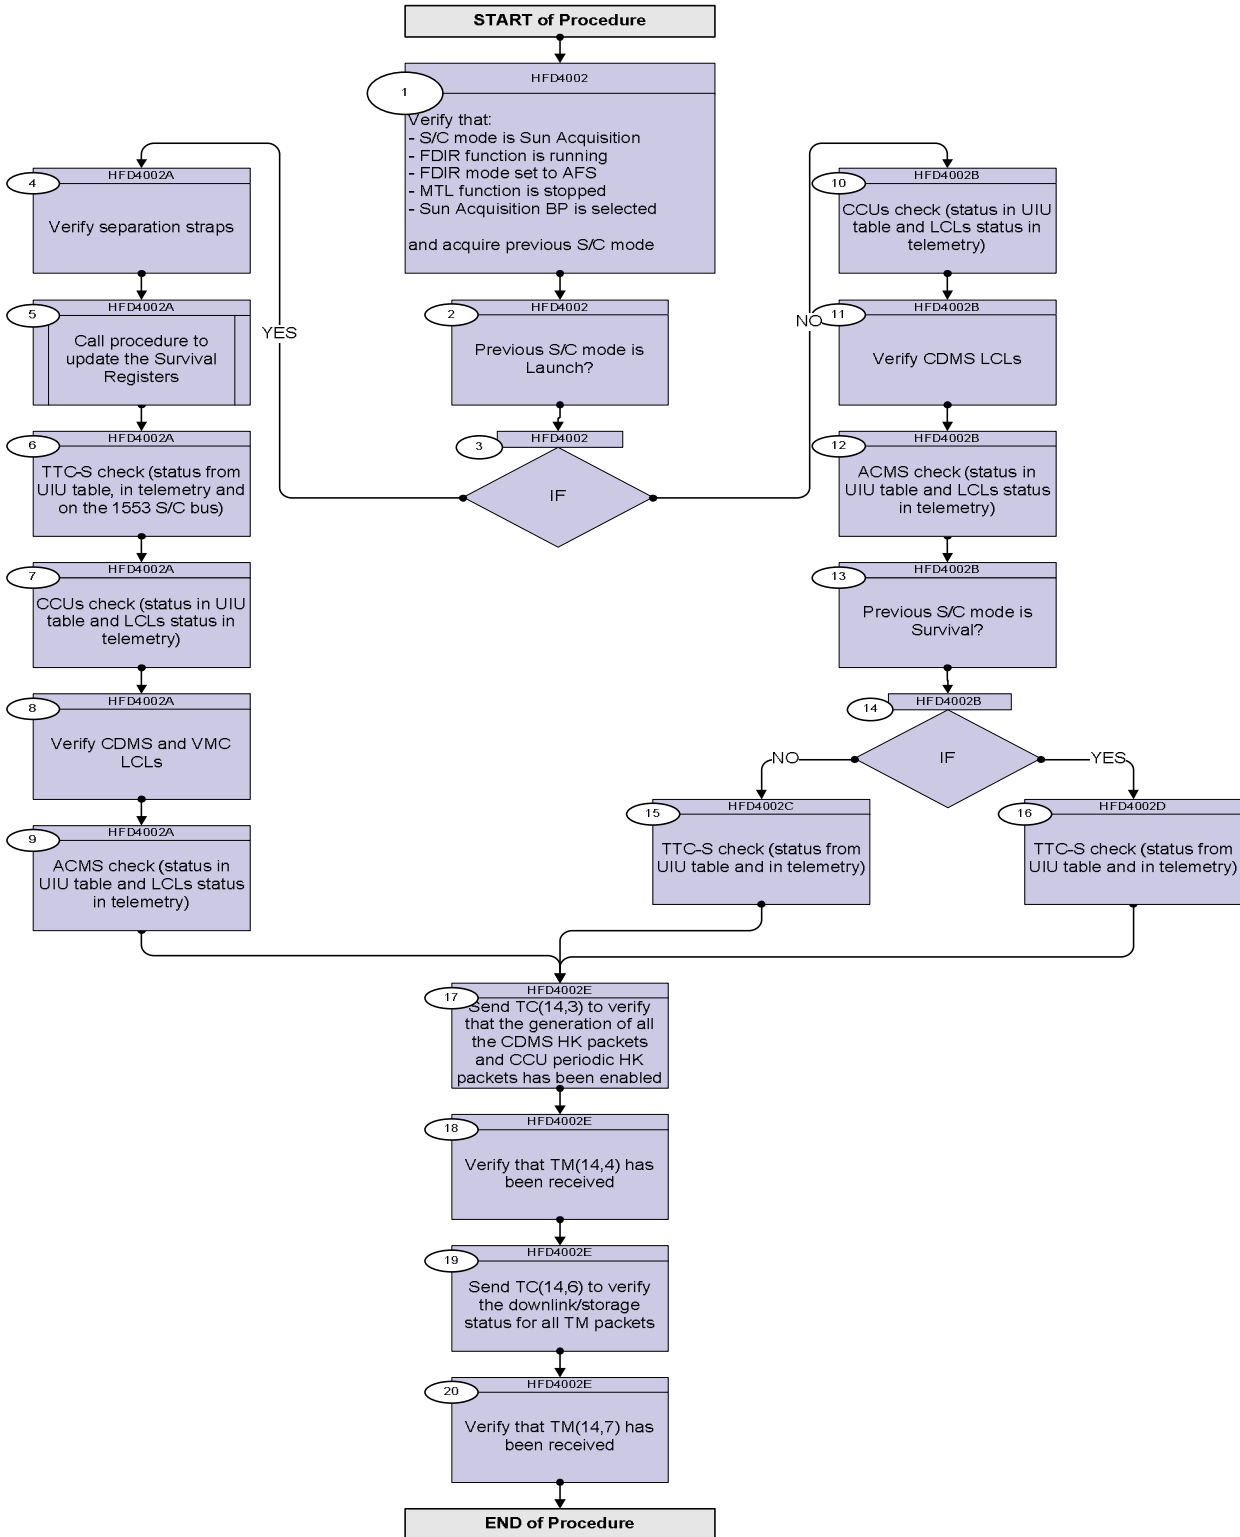 START of Procedure
HFD4002
1
Verify that:
- S/C mode is Sun Acquisition
- FDIR function is running
- FDIR mode set to AFS
- MTL function is stopped
- Sun Acquisition BP is selected
and acquire previous S/C mode
HFD4002
2
Previous S/C mode is
Launch?
HFD4002
3
IF
YES
NO
HFD4002A
4
Verify separation straps
HFD4002A
5
Call procedure to
update the Survival
Registers
HFD4002A
6
TTC-S check (status from
UIU table, in telemetry and
on the 1553 S/C bus)
HFD4002A
7
CCUs check (status in UIU
table and LCLs status in
telemetry)
HFD4002A
8
Verify CDMS and VMC
LCLs
HFD4002A
9
ACMS check (status in
UIU table and LCLs status
in telemetry)
HFD4002B
10
CCUs check (status in UIU
table and LCLs status in
telemetry)
HFD4002B
11
Verify CDMS LCLs
HFD4002B
12
ACMS check (status in
UIU table and LCLs status
in telemetry)
HFD4002B
13
Previous S/C mode is
Survival?
HFD4002B
14
IF
NO
YES
HFD4002C
15
TTC-S check (status from
UIU table and in telemetry)
HFD4002D
16
TTC-S check (status from
UIU table and in telemetry)
HFD4002E
17
Send TC(14,3) to verify
that the generation of all
the CDMS HK packets
and CCU periodic HK
packets has been enabled
HFD4002E
18
Verify that TM(14,4) has
been received
HFD4002E
19
Send TC(14,6) to verify
the downlink/storage
status for all TM packets
HFD4002E
20
Verify that TM(14,7) has
been received
END of Procedure